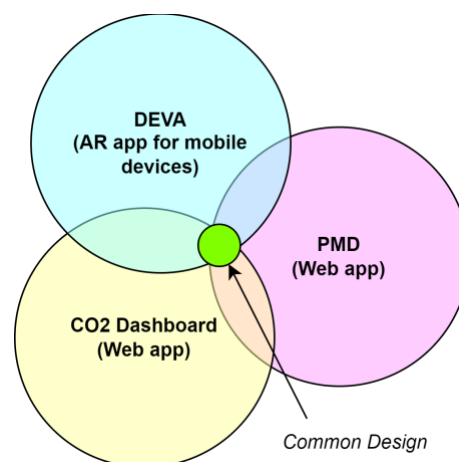 DEVA
(AR app for mobile
devices)
PMD
(Web app)
CO2 Dashboard
(Web app)
Common Design